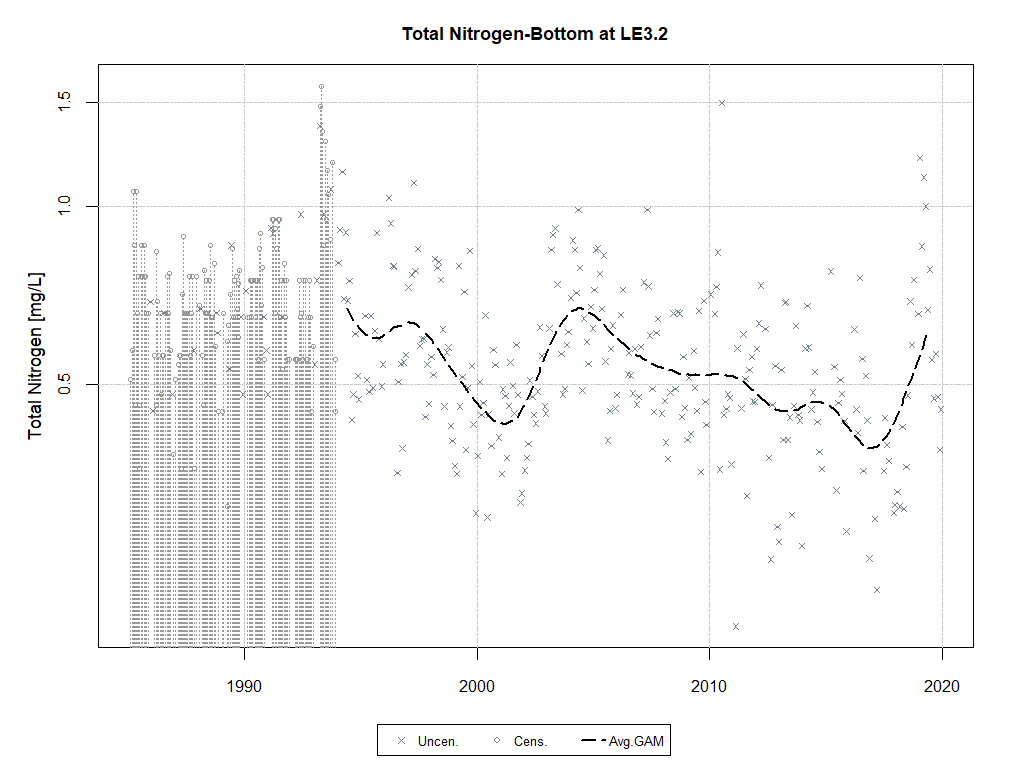 Total Nitrogen-Bottom at LE3.2
Total Nitrogen [mg/L]
1.5
1.0
0.5
1990 2000 2010 2020
Uncen. Cens. Avg.GAM